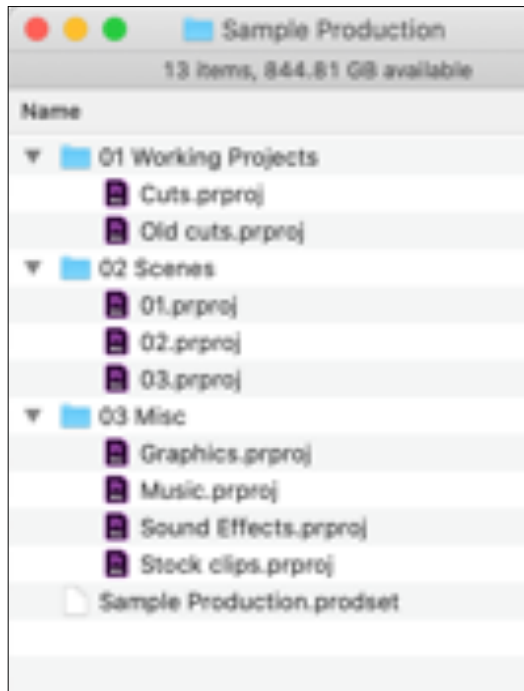 Sample Production
13 items, 844.81 GB available
Name
01 Working Projects
Cuts.prproj
Old cuts.prproj
02 Scenes
01.prproj
02.prproj
03.prproj
03 Misc
Graphics.prproj
Music.prproj
Sound Effects.prproj
Stock clips.prproj
Sample Production.prodset